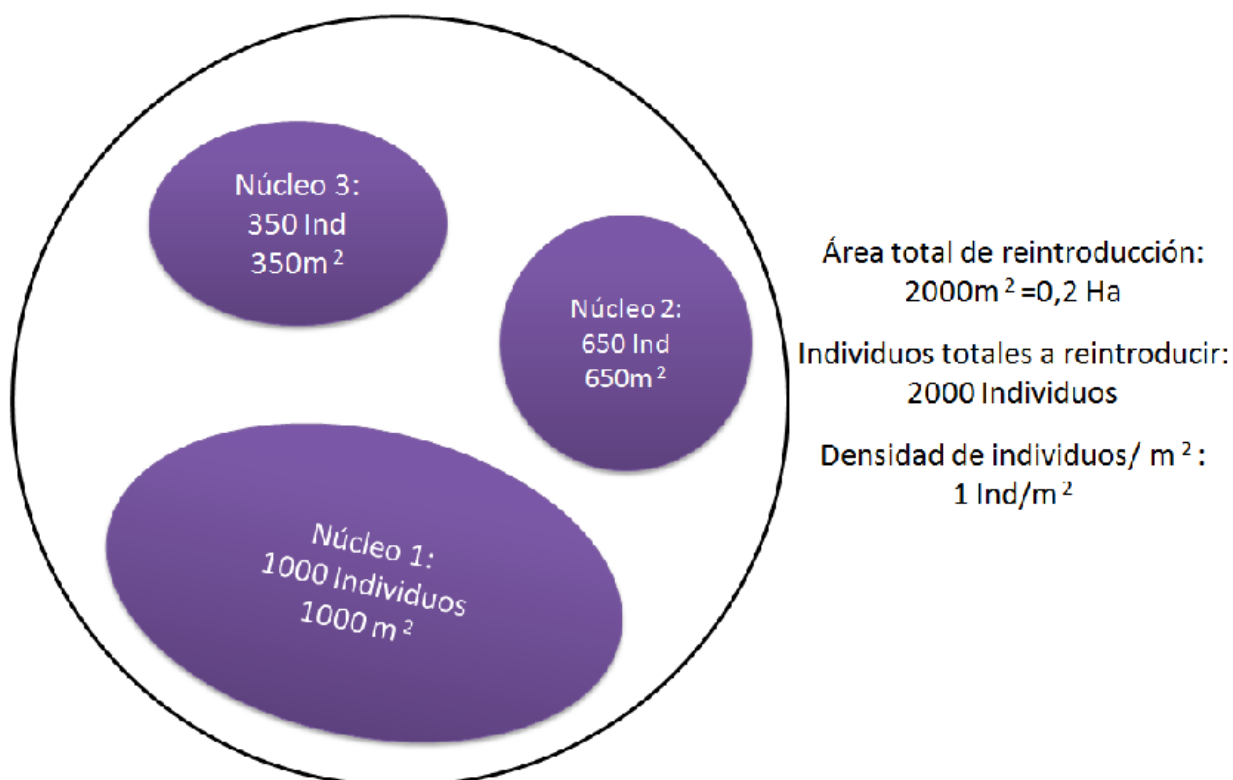 Núcleo 3:
350 Ind
350m²
Núcleo 2:
650 Ind
650m²
Núcleo 1:
1000 Individuos
1000 m²
Área total de reintroducción:
2000m² =0,2 Ha
Individuos totales a reintroducir:
2000 Individuos
Densidad de individuos/ m² :
1 Ind/m²